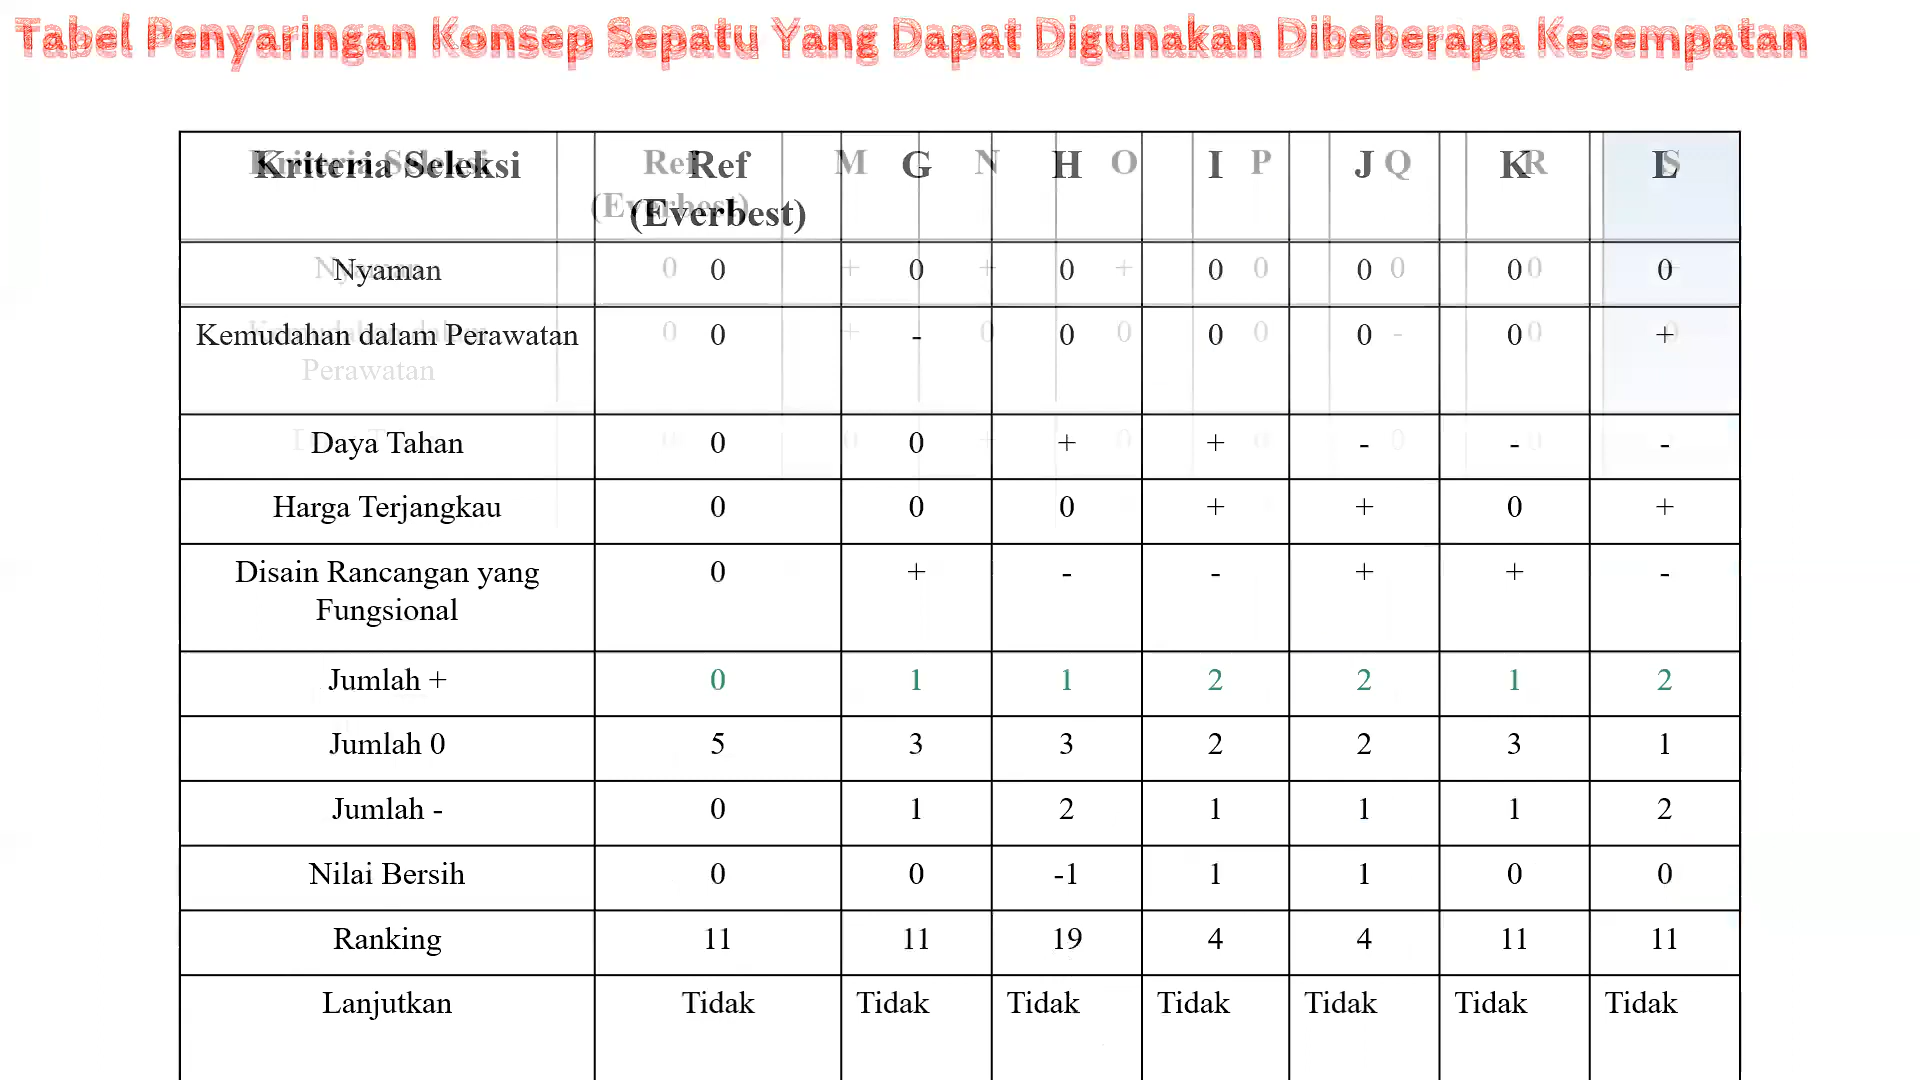 Tabel Penyaringan Konsep Sepatu Yang Dapat Digunakan Dibeberapa Kesempatan
Kriteria Seleksi Ref (Everbest) G H I J K L
Nyaman 0 0 0 0 0 0 0
Kemudahan dalam Perawatan 0 - 0 0 0 0 +
Daya Tahan 0 0 + + - - -
Harga Terjangkau 0 0 0 + + 0 +
Disain Rancangan yang Fungsional 0 + - - + + -
Jumlah + 0 1 1 2 2 1 2
Jumlah 0 5 3 3 2 2 3 1
Jumlah - 0 1 2 1 1 1 2
Nilai Bersih 0 0 -1 1 1 0 0
Ranking 11 11 19 4 4 11 11
Lanjutkan Tidak Tidak Tidak Tidak Tidak Tidak Tidak
Ref M N O P Q R S
Perawatan